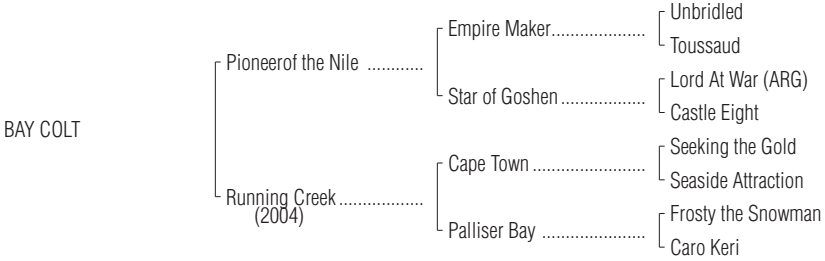 Unbridled
Empire Maker....................
Toussaud
Pioneerof the Nile ............
Lord At War (ARG)
Star of Goshen..................
Castle Eight
BAY COLT
Seeking the Gold
Cape Town ........................
Seaside Attraction
Running Creek..................
(2004)
Frosty the Snowman
Palliser Bay ......................
Caro Keri